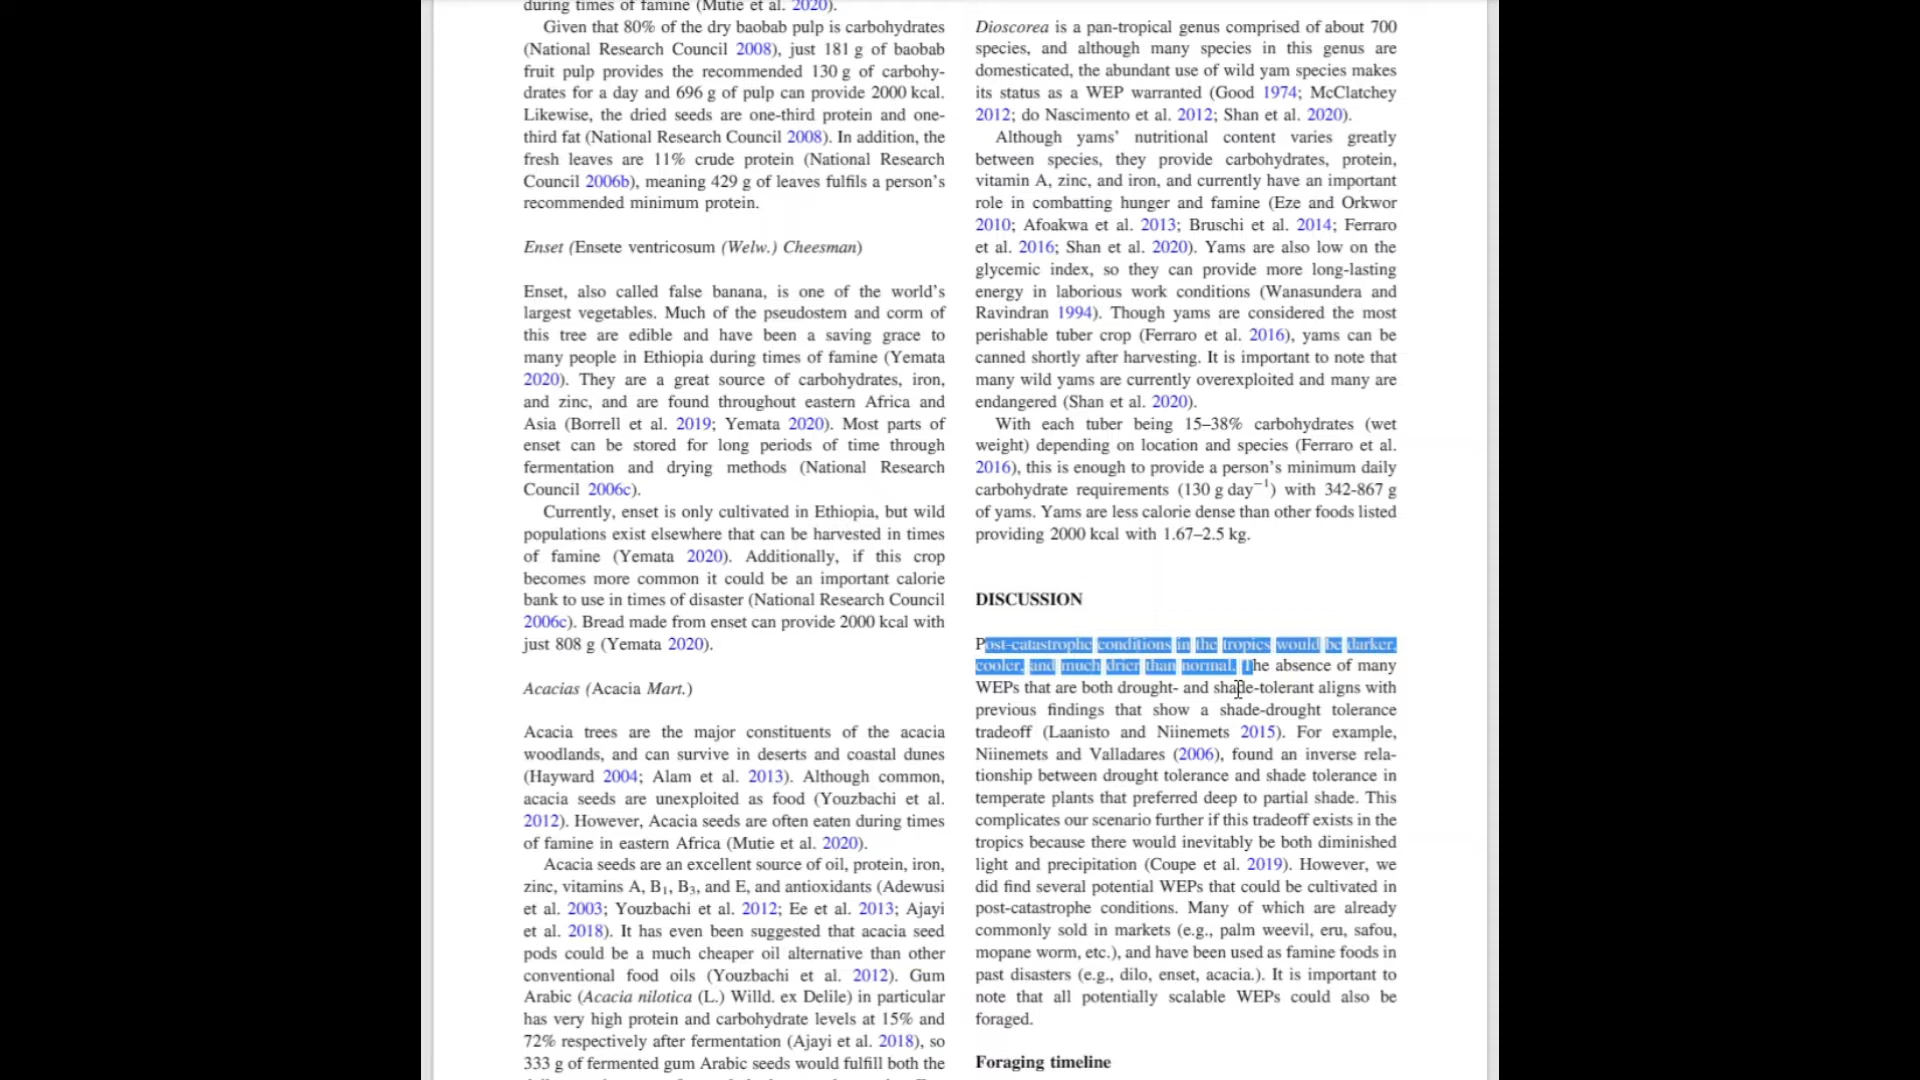 during times of famine (Mutie et al. 2020).
Given that 80% of the dry baobab pulp is carbohydrates
(National Research Council 2008), just 181 g of baobab
fruit pulp provides the recommended 130 g of carbohy-
drates for a day and 696 g of pulp can provide 2000 kcal.
Likewise, the dried seeds are one-third protein and one-
third fat (National Research Council 2008). In addition, the
fresh leaves are 11% crude protein (National Research
Council 2006b), meaning 429 g of leaves fulfils a person's
recommended minimum protein.
Enset (Ensete ventricosum (Welw.) Cheesman)
Enset, also called false banana, is one of the world's
largest vegetables. Much of the pseudostem and corm of
this tree are edible and have been a saving grace to
many people in Ethiopia during times of famine (Yemata
2020). They are a great source of carbohydrates, iron,
and zinc, and are found throughout eastern Africa and
Asia (Borrell et al. 2019; Yemata 2020). Most parts of
enset can be stored for long periods of time through
fermentation and drying methods (National Research
Council 2006c).
Currently, enset is only cultivated in Ethiopia, but wild
populations exist elsewhere that can be harvested in times
of famine (Yemata 2020). Additionally, if this crop
becomes more common it could be an important calorie
bank to use in times of disaster (National Research Council
2006c). Bread made from enset can provide 2000 kcal with
just 808 g (Yemata 2020).
Acacias (Acacia Mart.)
Acacia trees are the major constituents of the acacia
woodlands, and can survive in deserts and coastal dunes
(Hayward 2004; Alam et al. 2013). Although common,
acacia seeds are unexploited as food (Youzbachi et al.
2012). However, Acacia seeds are often eaten during times
of famine in eastern Africa (Mutie et al. 2020).
Acacia seeds are an excellent source of oil, protein, iron,
zinc, vitamins A, B₁, B₃, and E, and antioxidants (Adewusi
et al. 2003; Youzbachi et al. 2012; Ee et al. 2013; Ajayi
et al. 2018). It has even been suggested that acacia seed
pods could be a much cheaper oil alternative than other
conventional food oils (Youzbachi et al. 2012). Gum
Arabic (Acacia nilotica (L.) Willd. ex Delile) in particular
has very high protein and carbohydrate levels at 15% and
72% respectively after fermentation (Ajayi et al. 2018), so
333 g of fermented gum Arabic seeds would fulfill both the
Dioscorea is a pan-tropical genus comprised of about 700
species, and although many species in this genus are
domesticated, the abundant use of wild yam species makes
its status as a WEP warranted (Good 1974; McClatchey
2012; do Nascimento et al. 2012; Shan et al. 2020).
Although yams' nutritional content varies greatly
between species, they provide carbohydrates, protein,
vitamin A, zinc, and iron, and currently have an important
role in combatting hunger and famine (Eze and Orkwor
2010; Afoakwa et al. 2013; Bruschi et al. 2014; Ferraro
et al. 2016; Shan et al. 2020). Yams are also low on the
glycemic index, so they can provide more long-lasting
energy in laborious work conditions (Wanasundera and
Ravindran 1994). Though yams are considered the most
perishable tuber crop (Ferraro et al. 2016), yams can be
canned shortly after harvesting. It is important to note that
many wild yams are currently overexploited and many are
endangered (Shan et al. 2020).
With each tuber being 15–38% carbohydrates (wet
weight) depending on location and species (Ferraro et al.
2016), this is enough to provide a person's minimum daily
carbohydrate requirements (130 g day⁻¹) with 342-867 g
of yams. Yams are less calorie dense than other foods listed
providing 2000 kcal with 1.67–2.5 kg.
DISCUSSION
Post-catastrophe conditions in the tropics would be darker,
cooler, and much drier than normal. The absence of many
WEPs that are both drought- and shade-tolerant aligns with
previous findings that show a shade-drought tolerance
tradeoff (Laanisto and Niinemets 2015). For example,
Niinemets and Valladares (2006), found an inverse rela-
tionship between drought tolerance and shade tolerance in
temperate plants that preferred deep to partial shade. This
complicates our scenario further if this tradeoff exists in the
tropics because there would inevitably be both diminished
light and precipitation (Coupe et al. 2019). However, we
did find several potential WEPs that could be cultivated in
post-catastrophe conditions. Many of which are already
commonly sold in markets (e.g., palm weevil, eru, safou,
mopane worm, etc.), and have been used as famine foods in
past disasters (e.g., dilo, enset, acacia.). It is important to
note that all potentially scalable WEPs could also be
foraged.
Foraging timeline